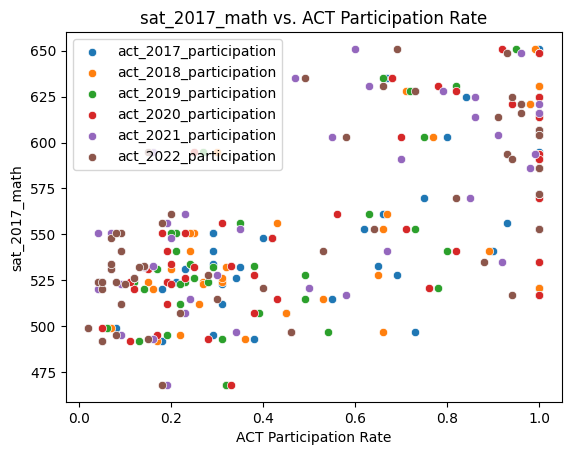 sat_2017_math vs. ACT Participation Rate
act_2017_participation
act_2018_participation
act_2019_participation
act_2020_participation
act_2021_participation
act_2022_participation
650
625
600
575
550
525
500
475
sat_2017_math
0.0 0.2 0.4 0.6 0.8 1.0
ACT Participation Rate